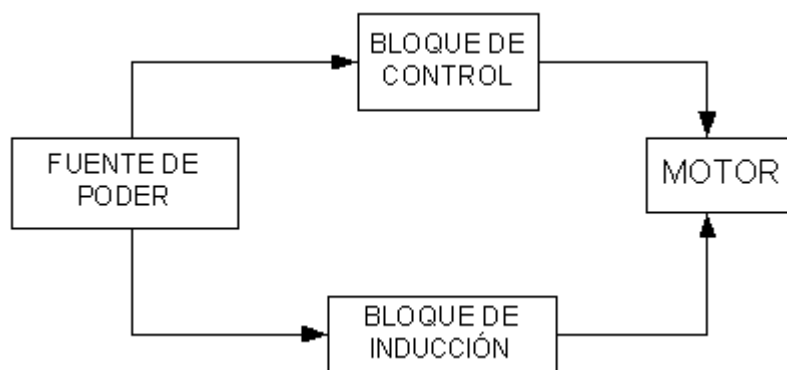 BLOQUE DE
CONTROL
FUENTE DE
PODER
MOTOR
BLOQUE DE
INDUCCIÓN